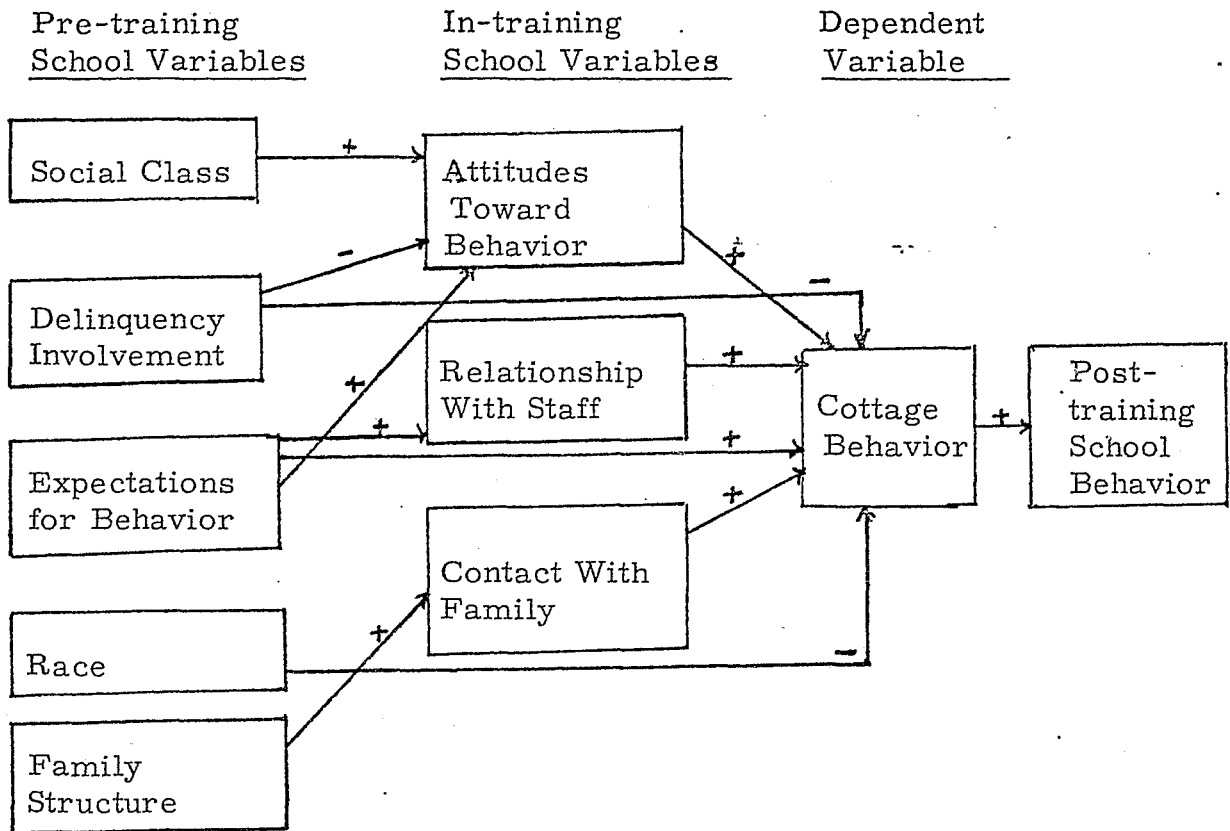 Pre-training
School Variables
In-training
School Variables
Dependent
Variable
Social Class
+
Attitudes
Toward
Behavior
-
+
-
Delinquency
Involvement
Relationship
With Staff
+
+
+
+
Cottage
Behavior
+
Post-
training
School
Behavior
Expectations
for Behavior
+
Contact With
Family
+
Race
-
Family
Structure